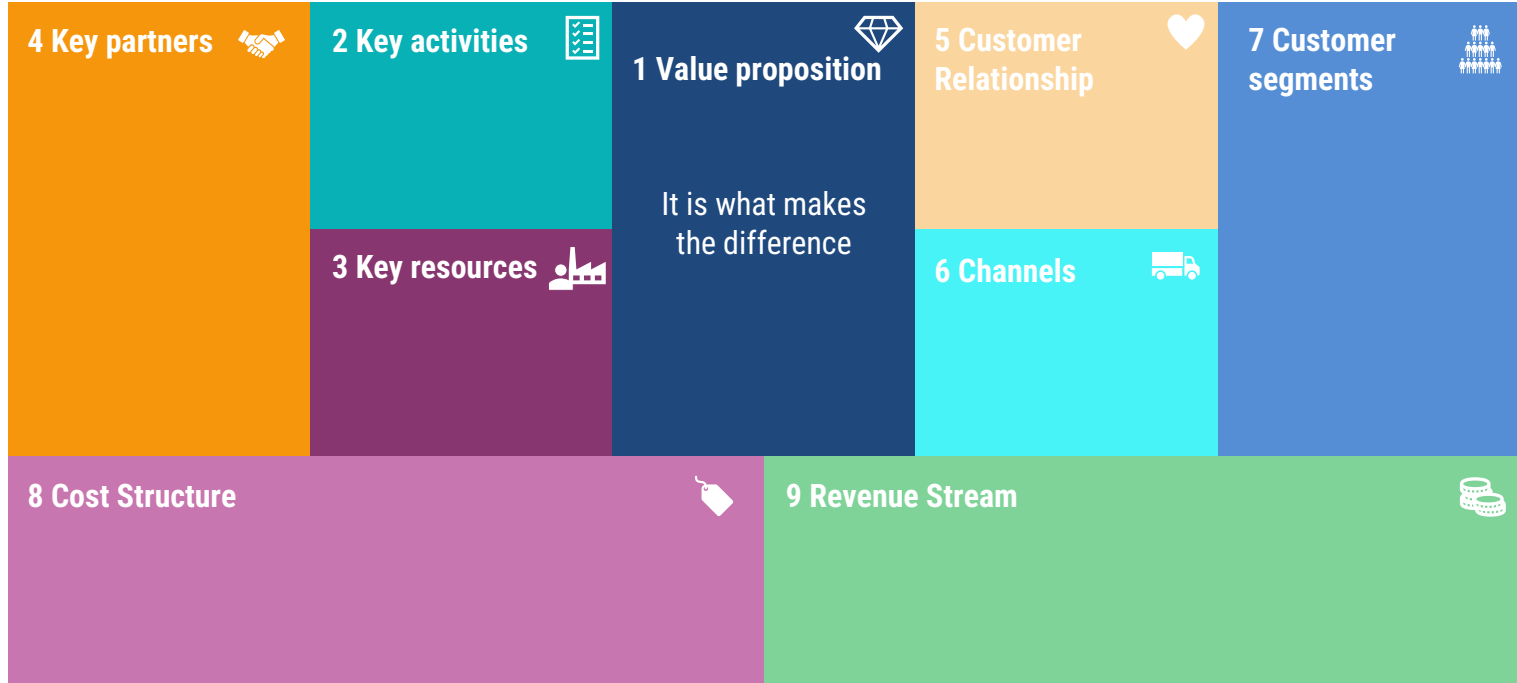 4 Key partners
2 Key activities
3 Key resources
1 Value proposition
It is what makes
the difference
5 Customer
Relationship
6 Channels
7 Customer
segments
8 Cost Structure
9 Revenue Stream